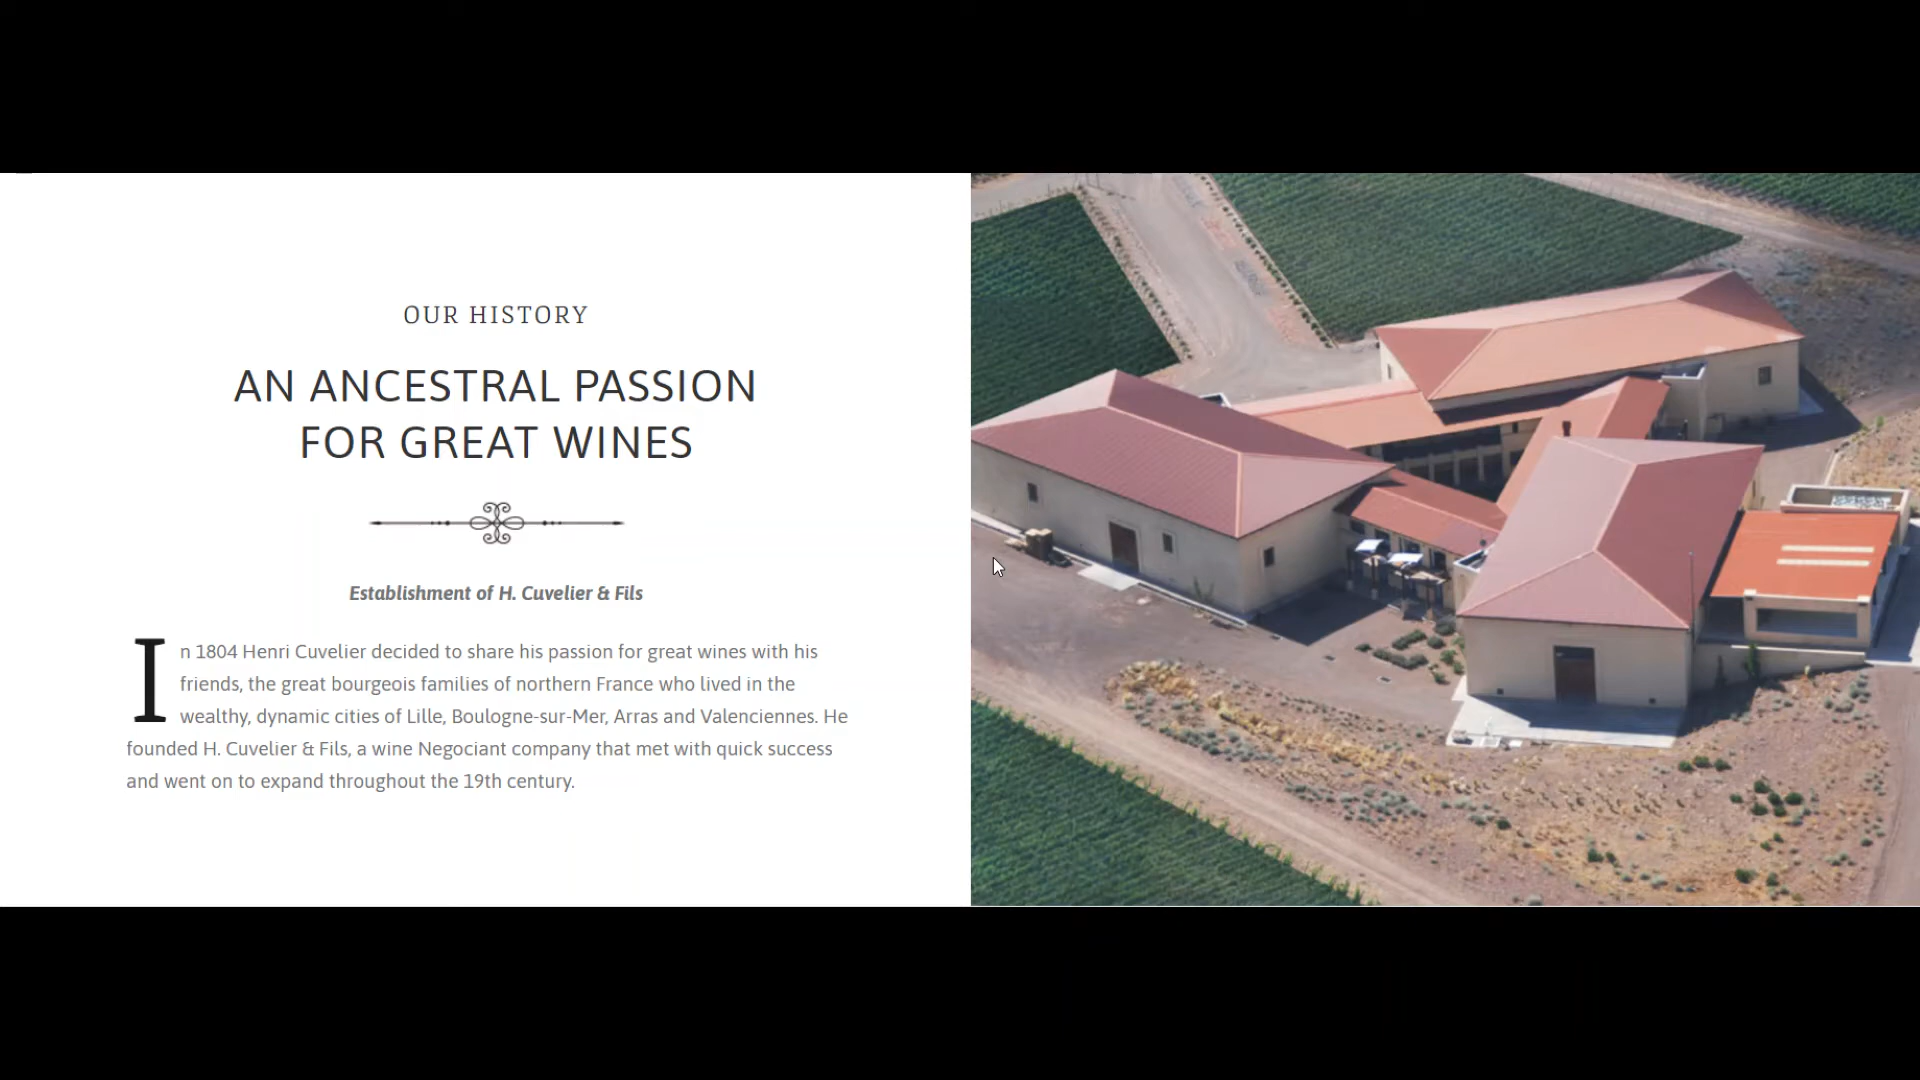 OUR HISTORY
AN ANCESTRAL PASSION
FOR GREAT WINES
Establishment of H. Cuvelier & Fils
In 1804 Henri Cuvelier decided to share his passion for great wines with his
friends, the great bourgeois families of northern France who lived in the
wealthy, dynamic cities of Lille, Boulogne-sur-Mer, Arras and Valenciennes. He
founded H. Cuvelier & Fils, a wine Negociant company that met with quick success
and went on to expand throughout the 19th century.